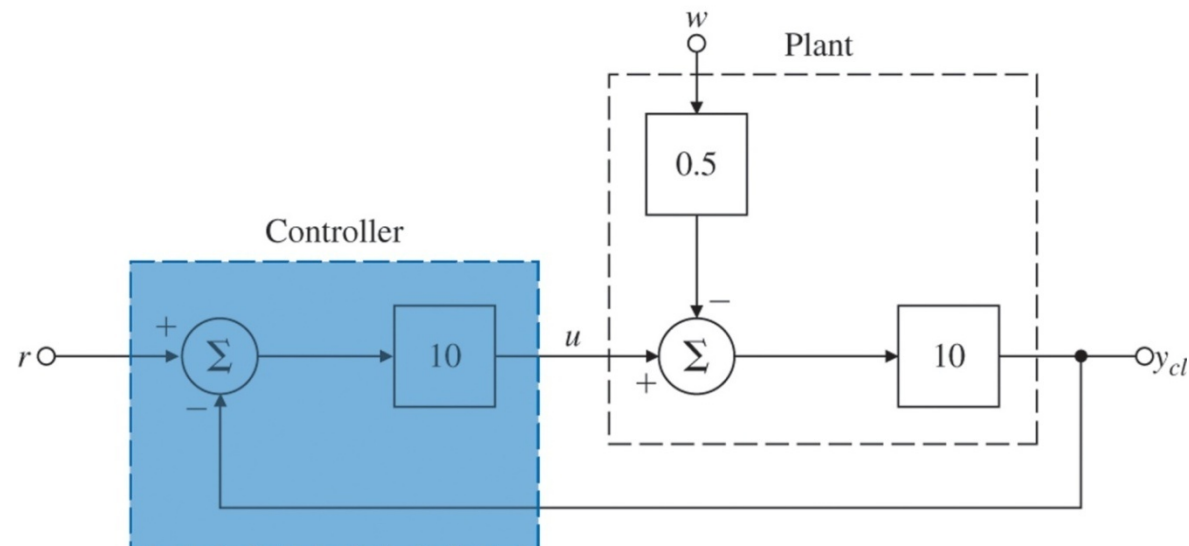 w
Plant
0.5
Controller
−
+
r
Σ
10
u
Σ
10
y_cl
−
+